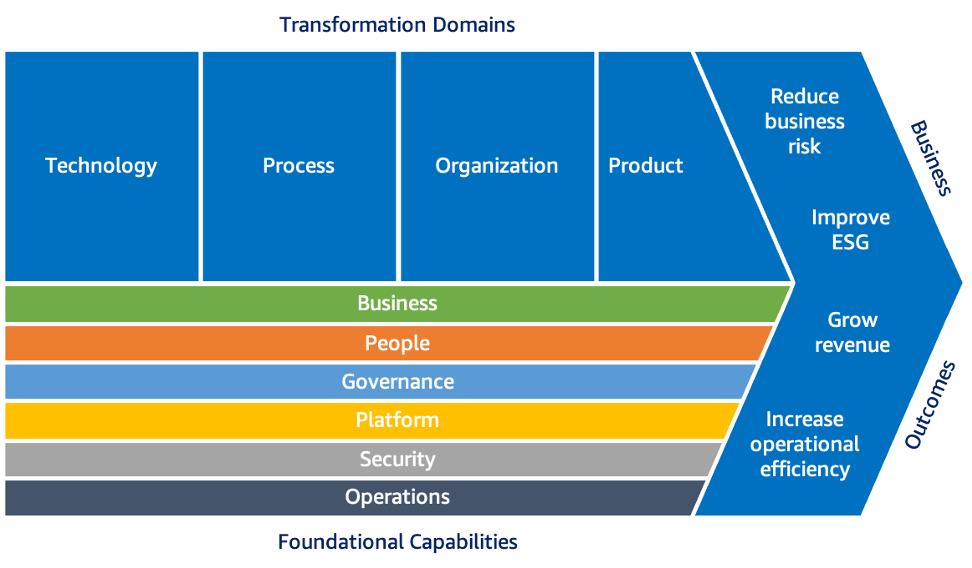 Transformation Domains
Technology
Process
Organization
Product
Reduce
business
risk
Improve
ESG
Grow
revenue
Increase
operational
efficiency
Business
Outcomes
Business
People
Governance
Platform
Security
Operations
Foundational Capabilities